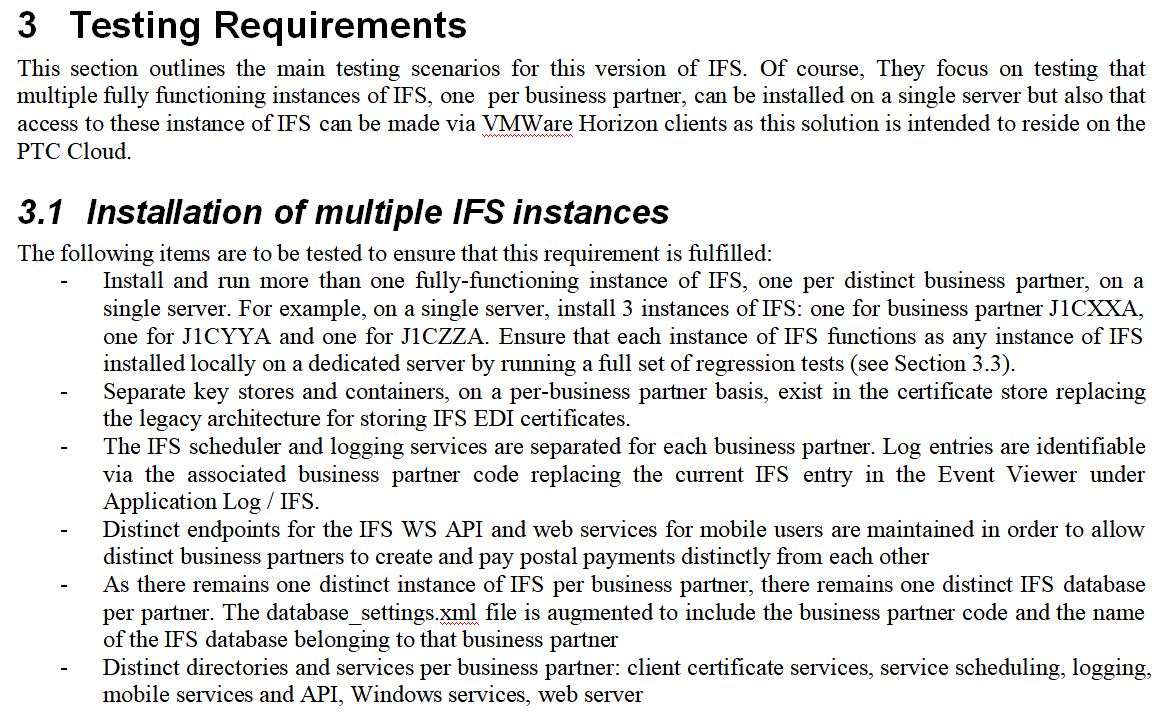 3 Testing Requirements
This section outlines the main testing scenarios for this version of IFS. Of course, They focus on testing that
multiple fully functioning instances of IFS, one  per business partner, can be installed on a single server but also that
access to these instance of IFS can be made via VMWare Horizon clients as this solution is intended to reside on the
PTC Cloud.
3.1 Installation of multiple IFS instances
The following items are to be tested to ensure that this requirement is fulfilled:
- Install and run more than one fully-functioning instance of IFS, one per distinct business partner, on a
single server. For example, on a single server, install 3 instances of IFS: one for business partner J1CXXA,
one for J1CYYA and one for J1CZZA. Ensure that each instance of IFS functions as any instance of IFS
installed locally on a dedicated server by running a full set of regression tests (see Section 3.3).
- Separate key stores and containers, on a per-business partner basis, exist in the certificate store replacing
the legacy architecture for storing IFS EDI certificates.
- The IFS scheduler and logging services are separated for each business partner. Log entries are identifiable
via the associated business partner code replacing the current IFS entry in the Event Viewer under
Application Log / IFS.
- Distinct endpoints for the IFS WS API and web services for mobile users are maintained in order to allow
distinct business partners to create and pay postal payments distinctly from each other
- As there remains one distinct instance of IFS per business partner, there remains one distinct IFS database
per partner. The database_settings.xml file is augmented to include the business partner code and the name
of the IFS database belonging to that business partner
- Distinct directories and services per business partner: client certificate services, service scheduling, logging,
mobile services and API, Windows services, web server